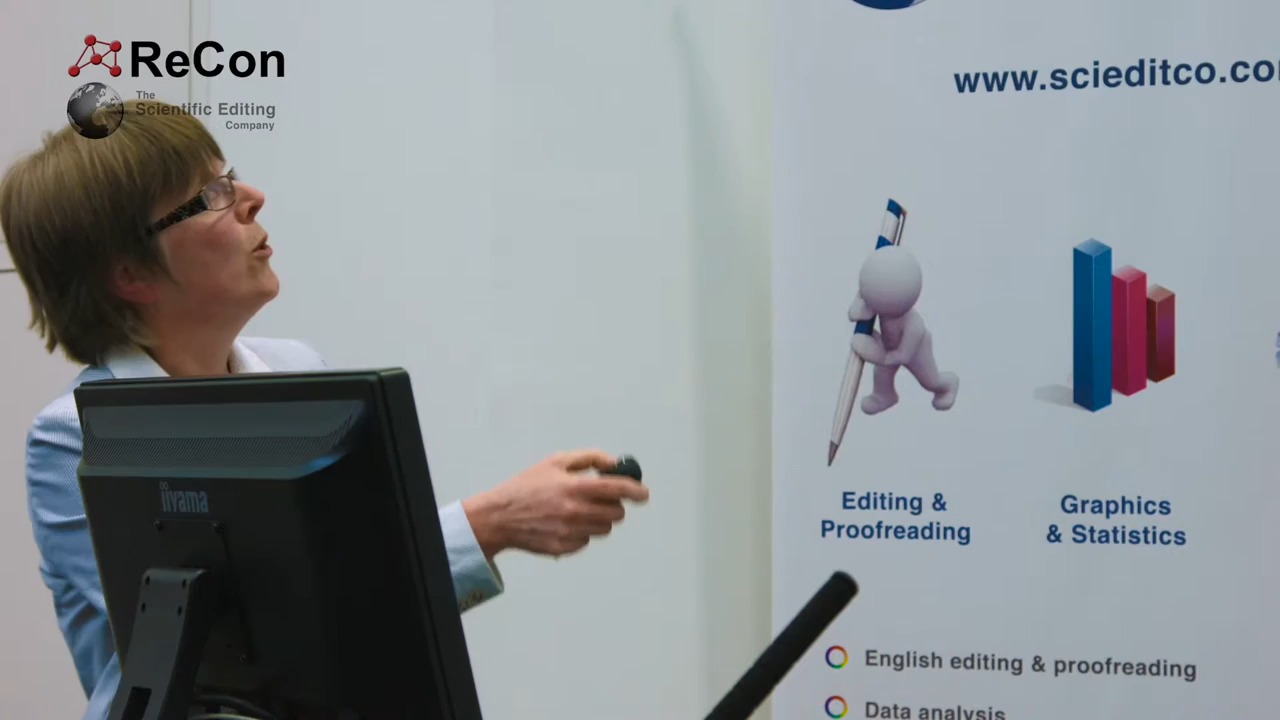 ReCon
The
Scientific Editing
Company
www.scieditco.co
iiyama
Editing &
Proofreading
Graphics
& Statistics
English editing & proofreading
Data analysis